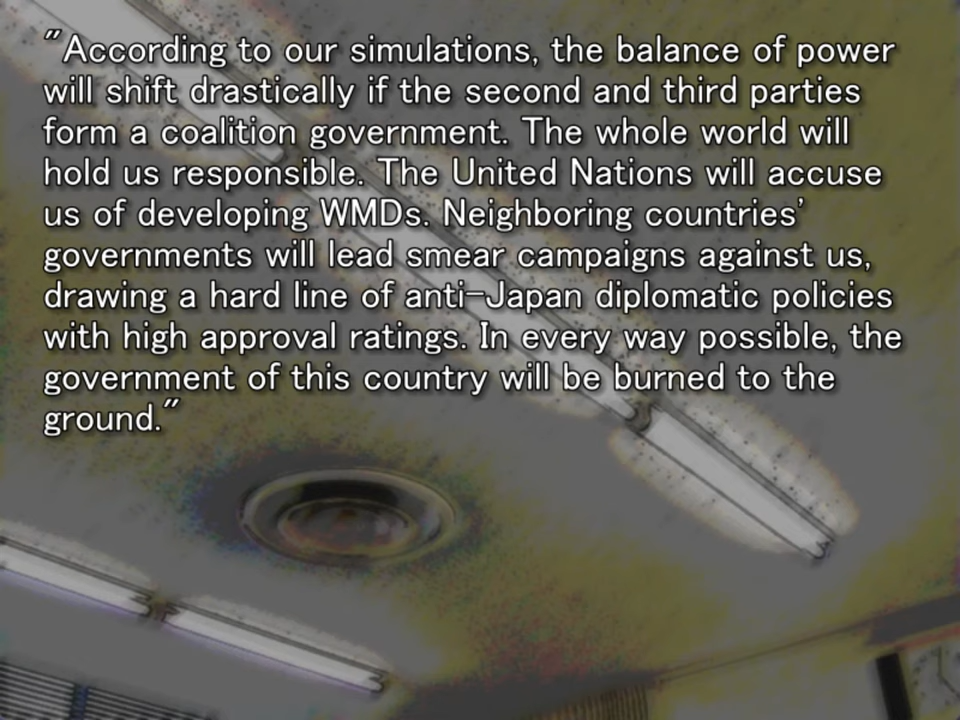 "According to our simulations, the balance of power
will shift drastically if the second and third parties
form a coalition government. The whole world will
hold us responsible. The United Nations will accuse
us of developing WMDs. Neighboring countries'
governments will lead smear campaigns against us,
drawing a hard line of anti-Japan diplomatic policies
with high approval ratings. In every way possible, the
government of this country will be burned to the
ground."